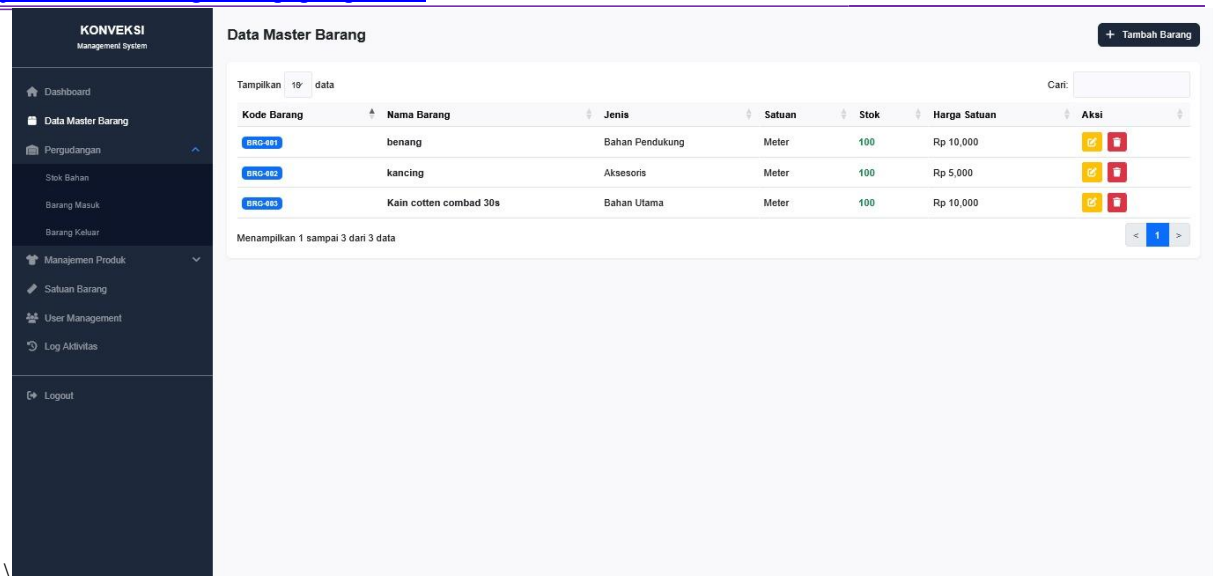 KONVEKSI
Management System
Dashboard
Data Master Barang
Pergudangan
Stok Bahan
Barang Masuk
Barang Keluar
Manajemen Produk
Satuan Barang
User Management
Log Aktivitas
Logout
Data Master Barang
+ Tambah Barang
Tampilkan data Cari:
Kode Barang Nama Barang Jenis Satuan Stok Harga Satuan Aksi
BRG-001 benang Bahan Pendukung Meter 100 Rp 10,000
BRG-002 kancing Aksesoris Meter 100 Rp 5,000
BRG-003 Kain cotten combad 30s Bahan Utama Meter 100 Rp 10,000
Menampilkan 1 sampai 3 dari 3 data < 1 >
\